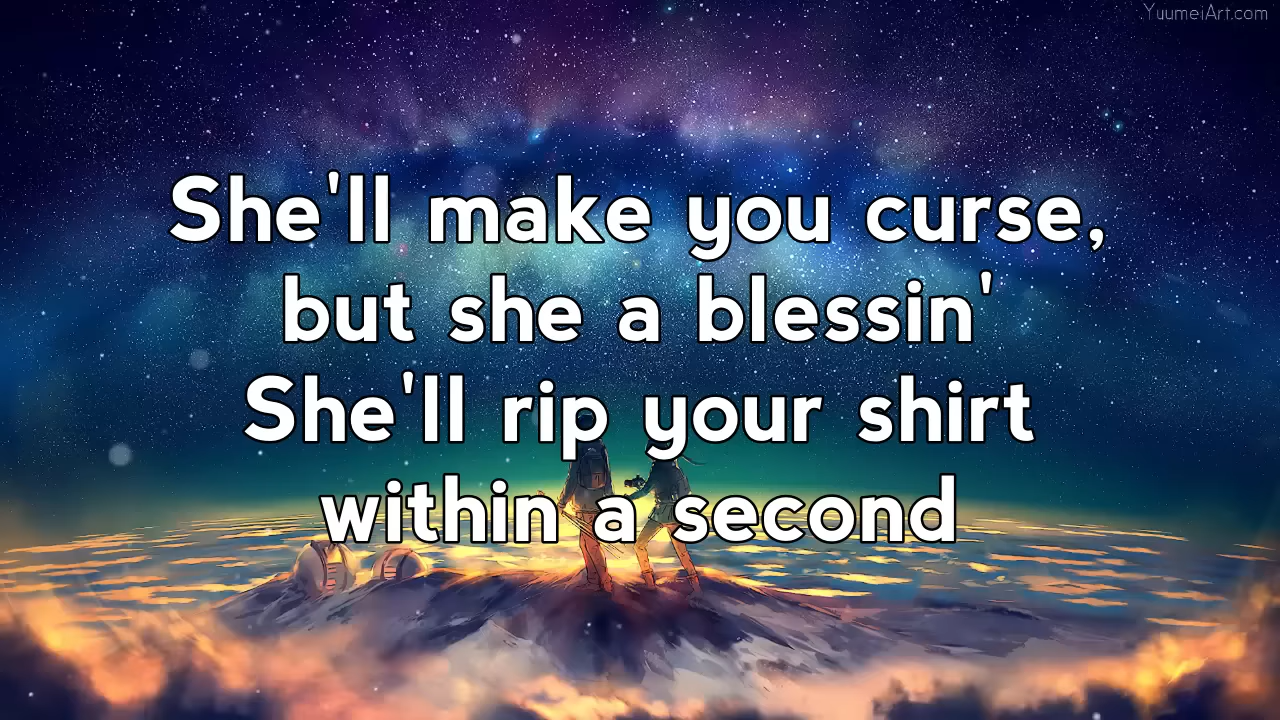 YuumeiArt.com
She'll make you curse,
but she a blessin'
She'll rip your shirt
within a second